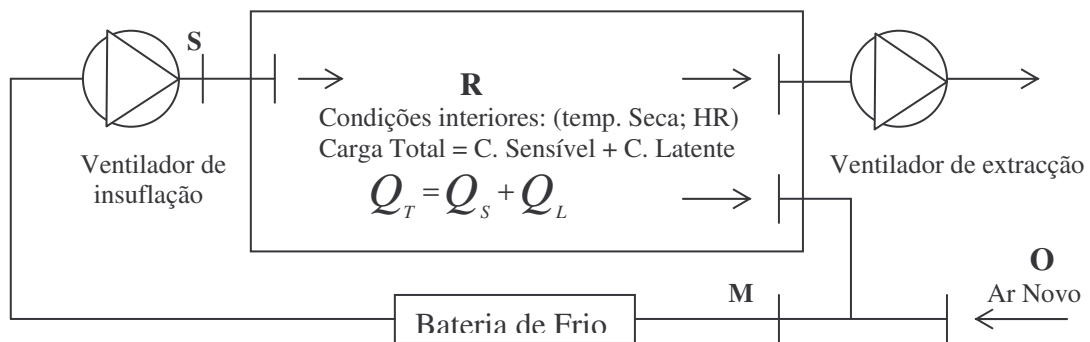 S
R
Condições interiores: (temp. Seca; HR)
Carga Total = C. Sensível + C. Latente
Q_T = Q_S + Q_L
Ventilador de
insuflação
Ventilador de extracção
O
Ar Novo
M
Bateria de Frio